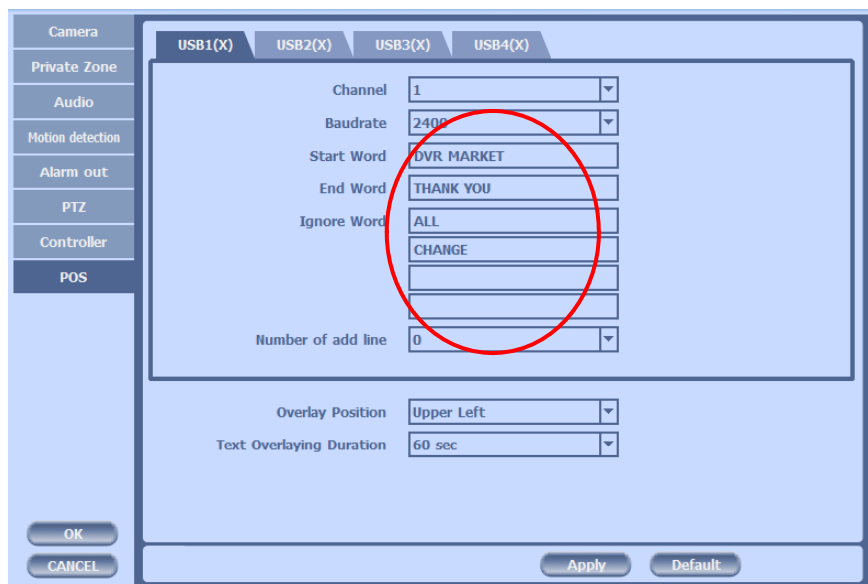 Camera
Private Zone
Audio
Motion detection
Alarm out
PTZ
Controller
POS
OK
CANCEL
USB1(X) USB2(X) USB3(X) USB4(X)
Channel 1
Baudrate 2400
Start Word DVR MARKET
End Word THANK YOU
Ignore Word ALL
CHANGE
Number of add line 0
Overlay Position Upper Left
Text Overlaying Duration 60 sec
Apply Default